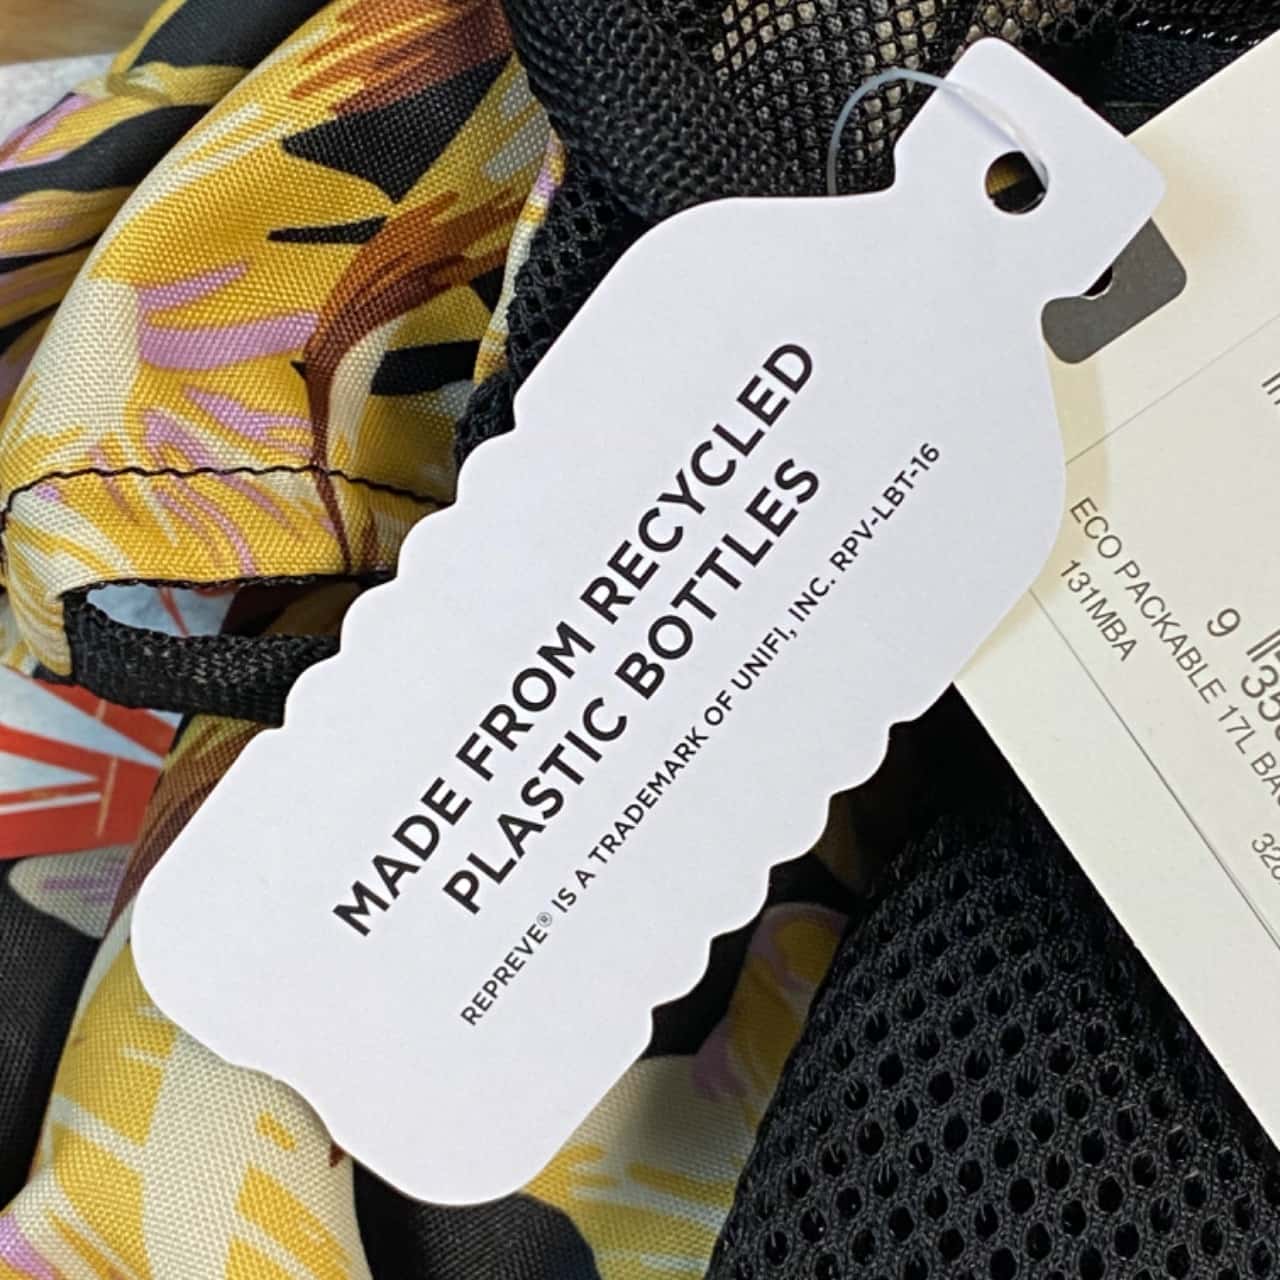 MADE FROM RECYCLED
PLASTIC BOTTLES
REPREVE® IS A TRADEMARK OF UNIFI, INC. RPV-LBT-16
ECO PACKABLE 17L
131MBA
9